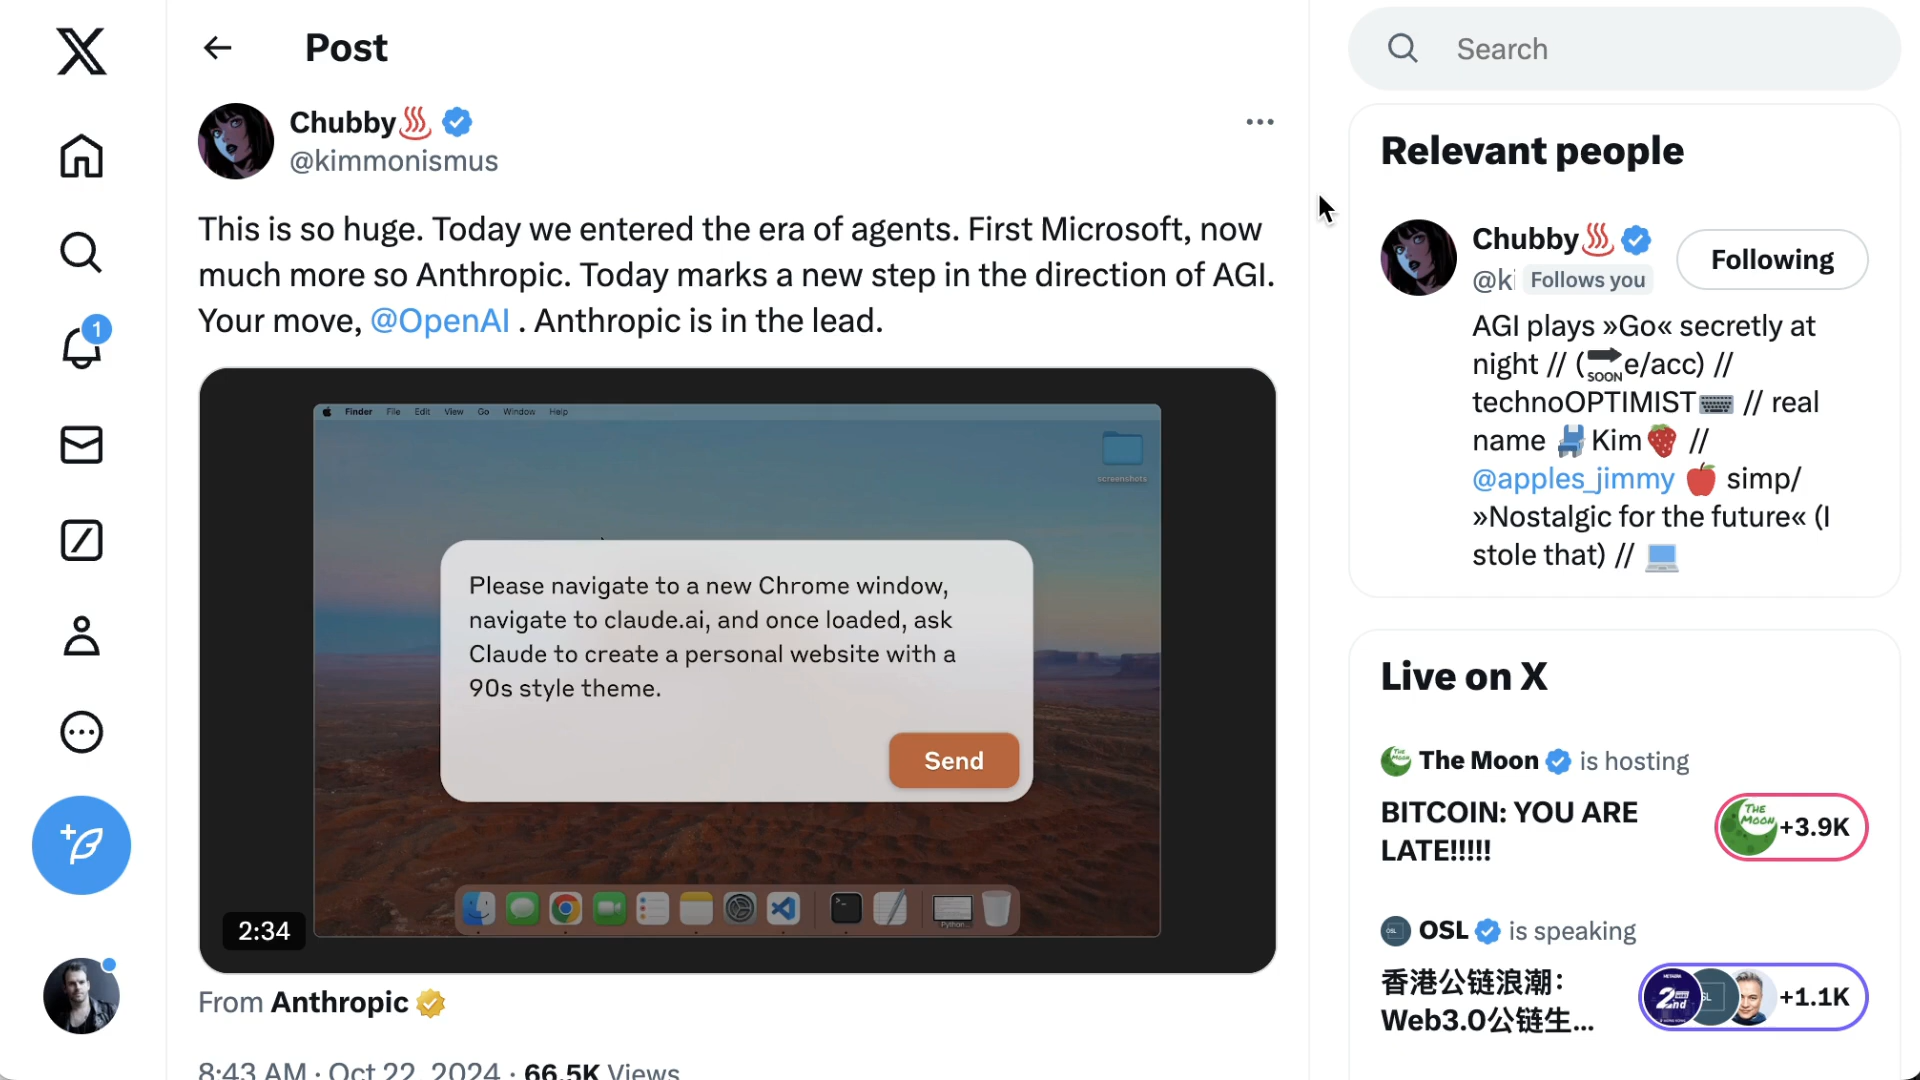 Post
Chubby
@kimmonismus
This is so huge. Today we entered the era of agents. First Microsoft, now
much more so Anthropic. Today marks a new step in the direction of AGI.
Your move, @OpenAI . Anthropic is in the lead.
Finder File Edit View Go Window Help
screenshots
Please navigate to a new Chrome window,
navigate to claude.ai, and once loaded, ask
Claude to create a personal website with a
90s style theme.
Send
Python...
2:34
From Anthropic
8:43 AM · Oct 22, 2024 · 66.5K Views
1
Search
Relevant people
Chubby
@ki Follows you
Following
AGI plays »Go« secretly at
night // (SOON e/acc) //
technoOPTIMIST // real
name Kim //
@apples_jimmy simp/
»Nostalgic for the future« (I
stole that) //
Live on X
The Moon is hosting
BITCOIN: YOU ARE
LATE!!!!!
THE MOON +3.9K
OSL is speaking
香港公链浪潮：
Web3.0公链生...
2nd
+1.1K